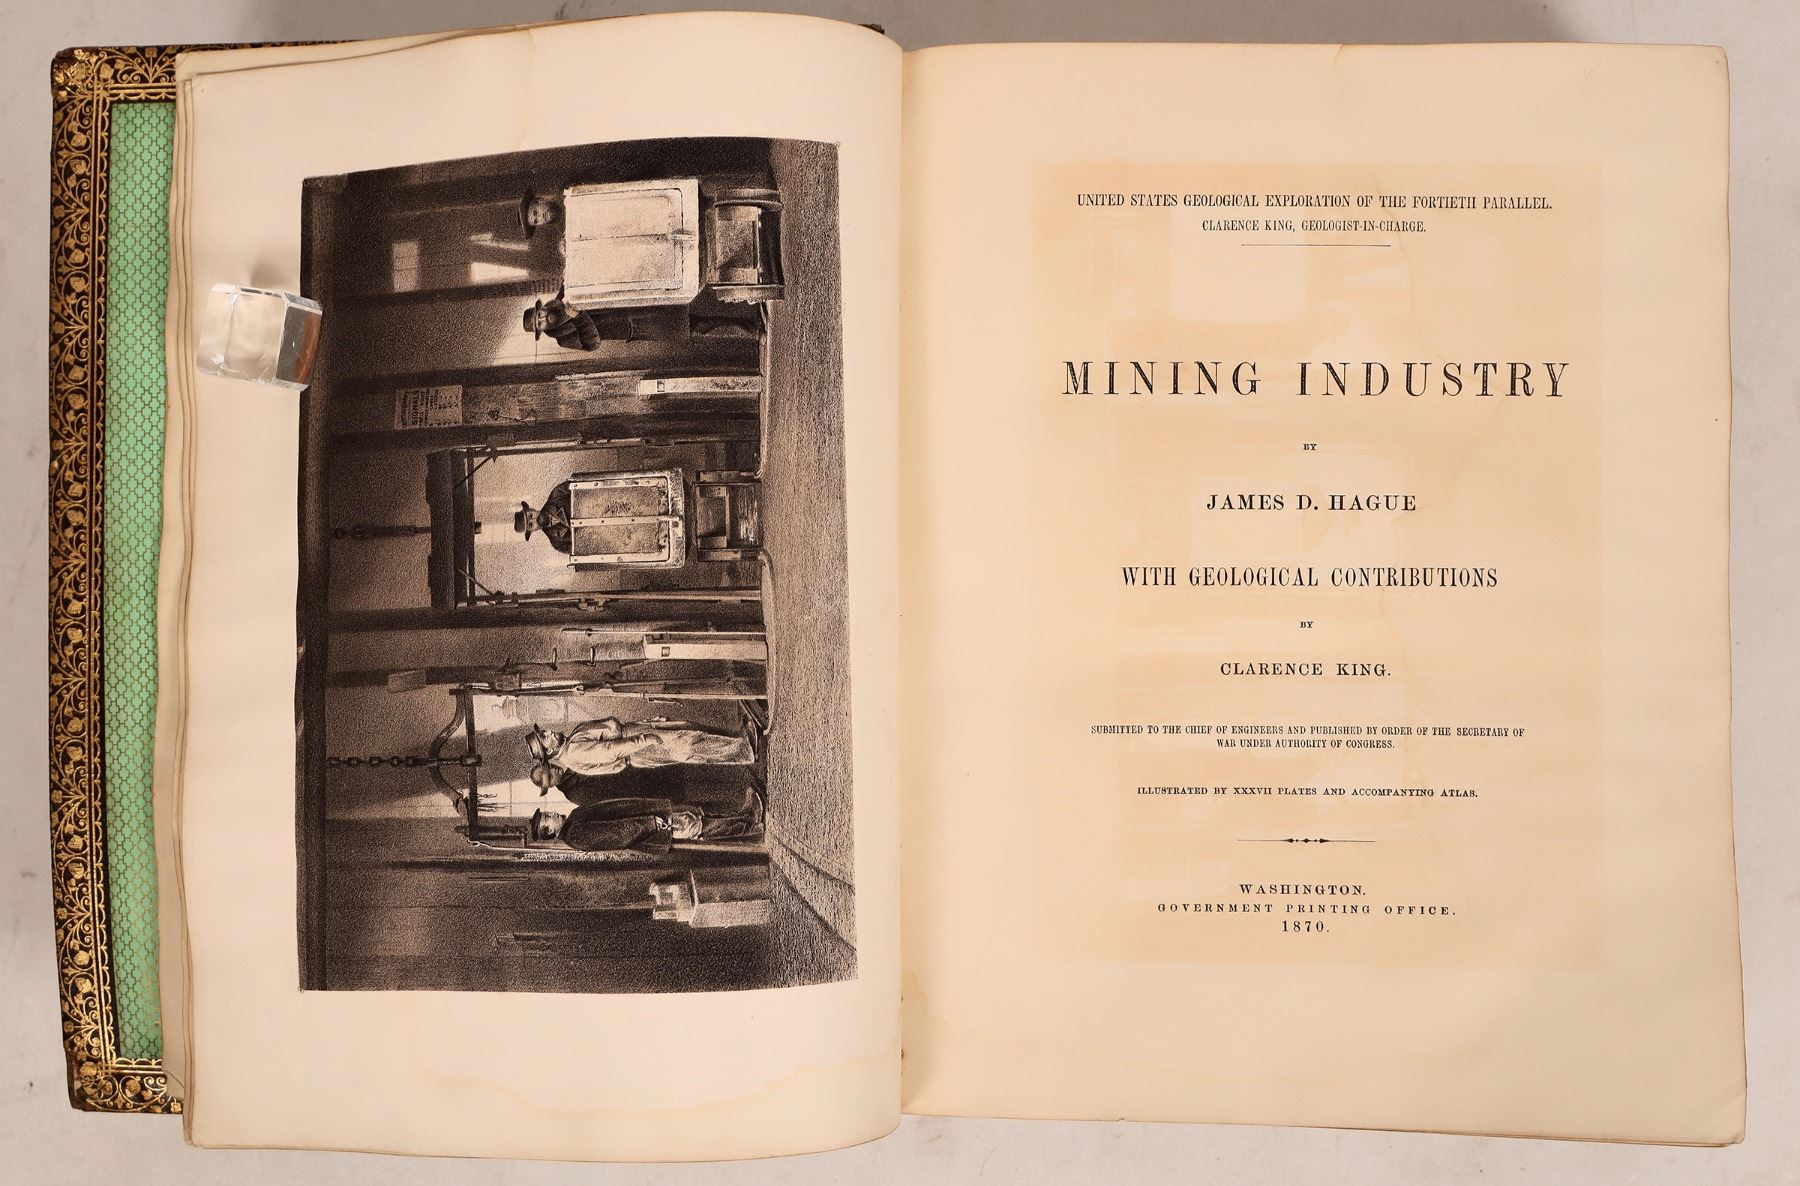 UNITED STATES GEOLOGICAL EXPLORATION OF THE FORTIETH PARALLEL.
CLARENCE KING, GEOLOGIST-IN-CHARGE.
MINING INDUSTRY
BY
JAMES D. HAGUE
WITH GEOLOGICAL CONTRIBUTIONS
BY
CLARENCE KING.
SUBMITTED TO THE CHIEF OF ENGINEERS AND PUBLISHED BY ORDER OF THE SECRETARY OF
WAR UNDER AUTHORITY OF CONGRESS.
ILLUSTRATED BY XXXVII PLATES AND ACCOMPANYING ATLAS.
WASHINGTON.
GOVERNMENT PRINTING OFFICE.
1870.